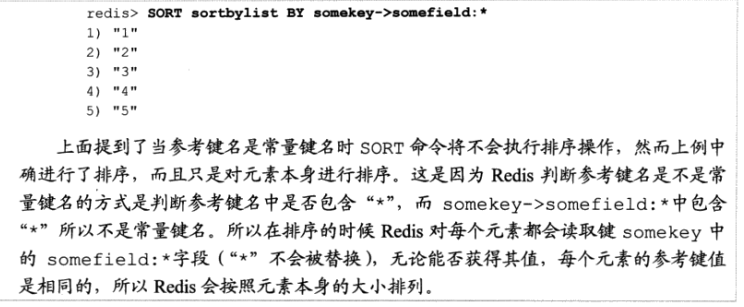 redis> SORT sortbylist BY somekey->somefield:*
1) "1"
2) "2"
3) "3"
4) "4"
5) "5"
上面提到了当参考键名是常量键名时 SORT 命令将不会执行排序操作，然而上例中
确进行了排序，而且只是对元素本身进行排序。这是因为 Redis 判断参考键名是不是常
量键名的方式是判断参考键名中是否包含“*”，而 somekey->somefield:*中包含
“*”所以不是常量键名。所以在排序的时候 Redis 对每个元素都会读取键 somekey 中
的 somefield:*字段（“*”不会被替换），无论能否获得其值，每个元素的参考键值
是相同的，所以 Redis 会按照元素本身的大小排列。